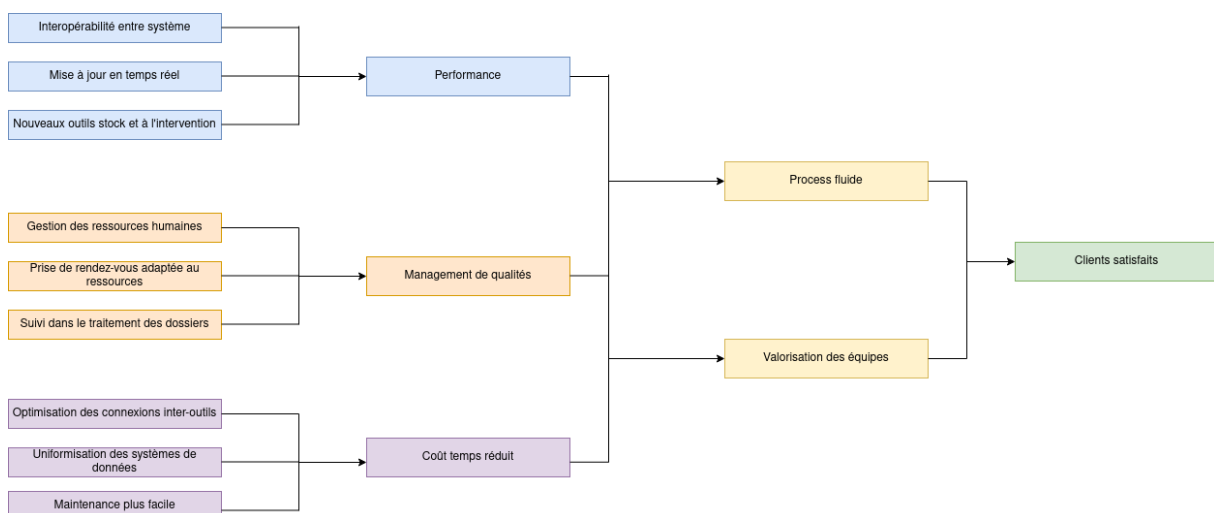 Interopérabilité entre système
Mise à jour en temps réel
Nouveaux outils stock et à l'intervention
Performance
Process fluide
Gestion des ressources humaines
Prise de rendez-vous adaptée au
ressources
Suivi dans le traitement des dossiers
Management de qualités
Clients satisfaits
Valorisation des équipes
Optimisation des connexions inter-outils
Uniformisation des systèmes de
données
Maintenance plus facile
Coût temps réduit